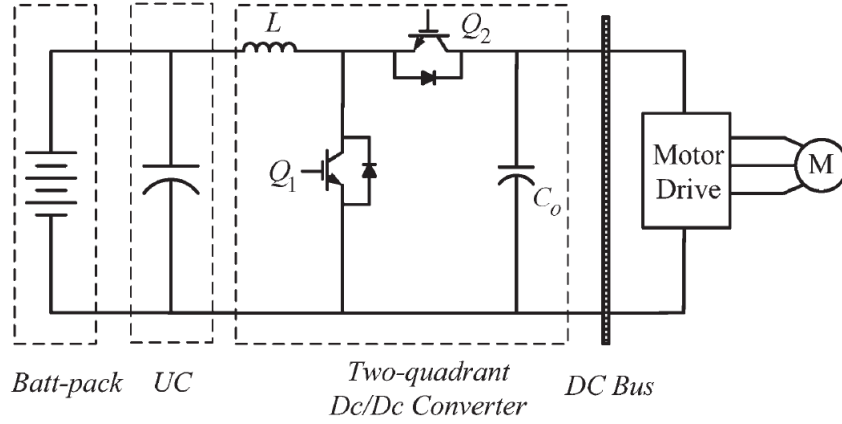 L
Q2
Q1
Co
Motor
Drive
M
Batt-pack
UC
Two-quadrant
Dc/Dc Converter
DC Bus